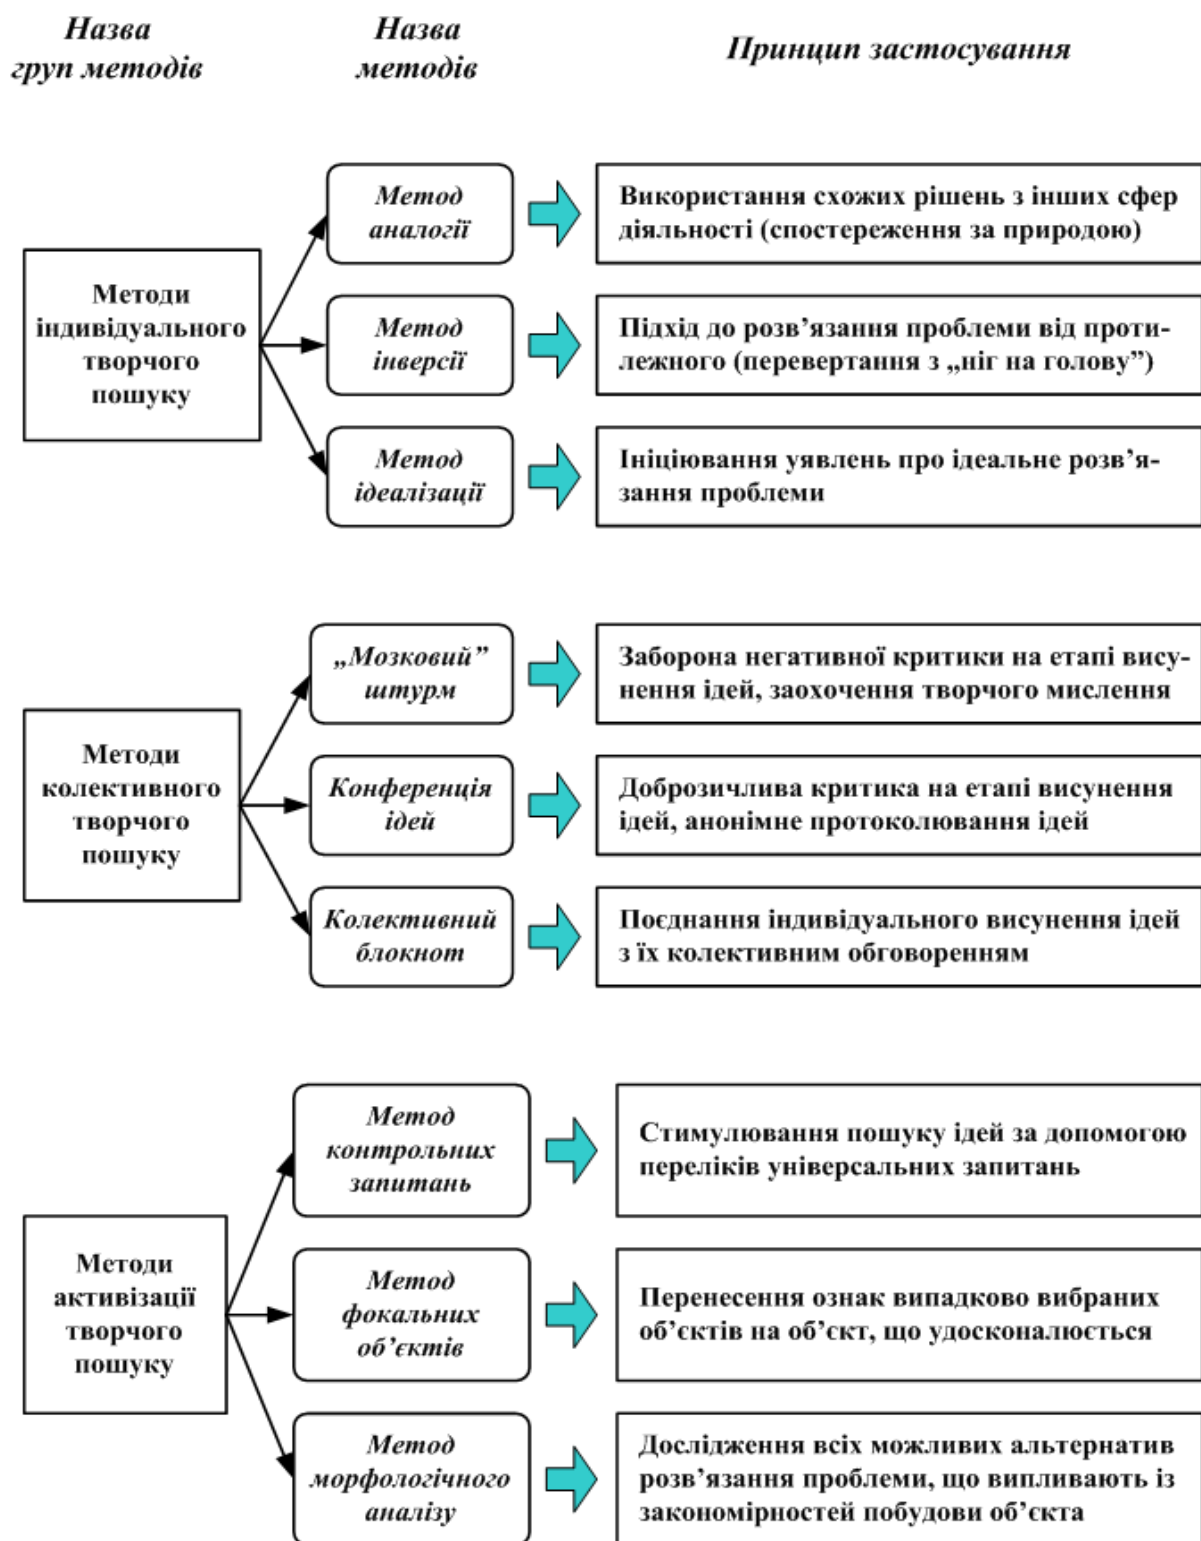 Назва
груп методів
Назва
методів
Принцип застосування
Методи
індивідуального
творчого
пошуку
Метод
аналогії
Використання схожих рішень з інших сфер
діяльності (спостереження за природою)
Метод
інверсії
Підхід до розв’язання проблеми від проти-
лежного (перевертання з „ніг на голову”)
Метод
ідеалізації
Ініціювання уявлень про ідеальне розв’я-
зання проблеми
Методи
колективного
творчого
пошуку
„Мозковий”
штурм
Заборона негативної критики на етапі вису-
нення ідей, заохочення творчого мислення
Конференція
ідей
Доброзичлива критика на етапі висунення
ідей, анонімне протоколювання ідей
Колективний
блокнот
Поєднання індивідуального висунення ідей
з їх колективним обговоренням
Методи
активізації
творчого
пошуку
Метод
контрольних
запитань
Стимулювання пошуку ідей за допомогою
переліків універсальних запитань
Метод
фокальних
об’єктів
Перенесення ознак випадково вибраних
об’єктів на об’єкт, що удосконалюється
Метод
морфологічного
аналізу
Дослідження всіх можливих альтернатив
розв’язання проблеми, що випливають із
закономірностей побудови об’єкта